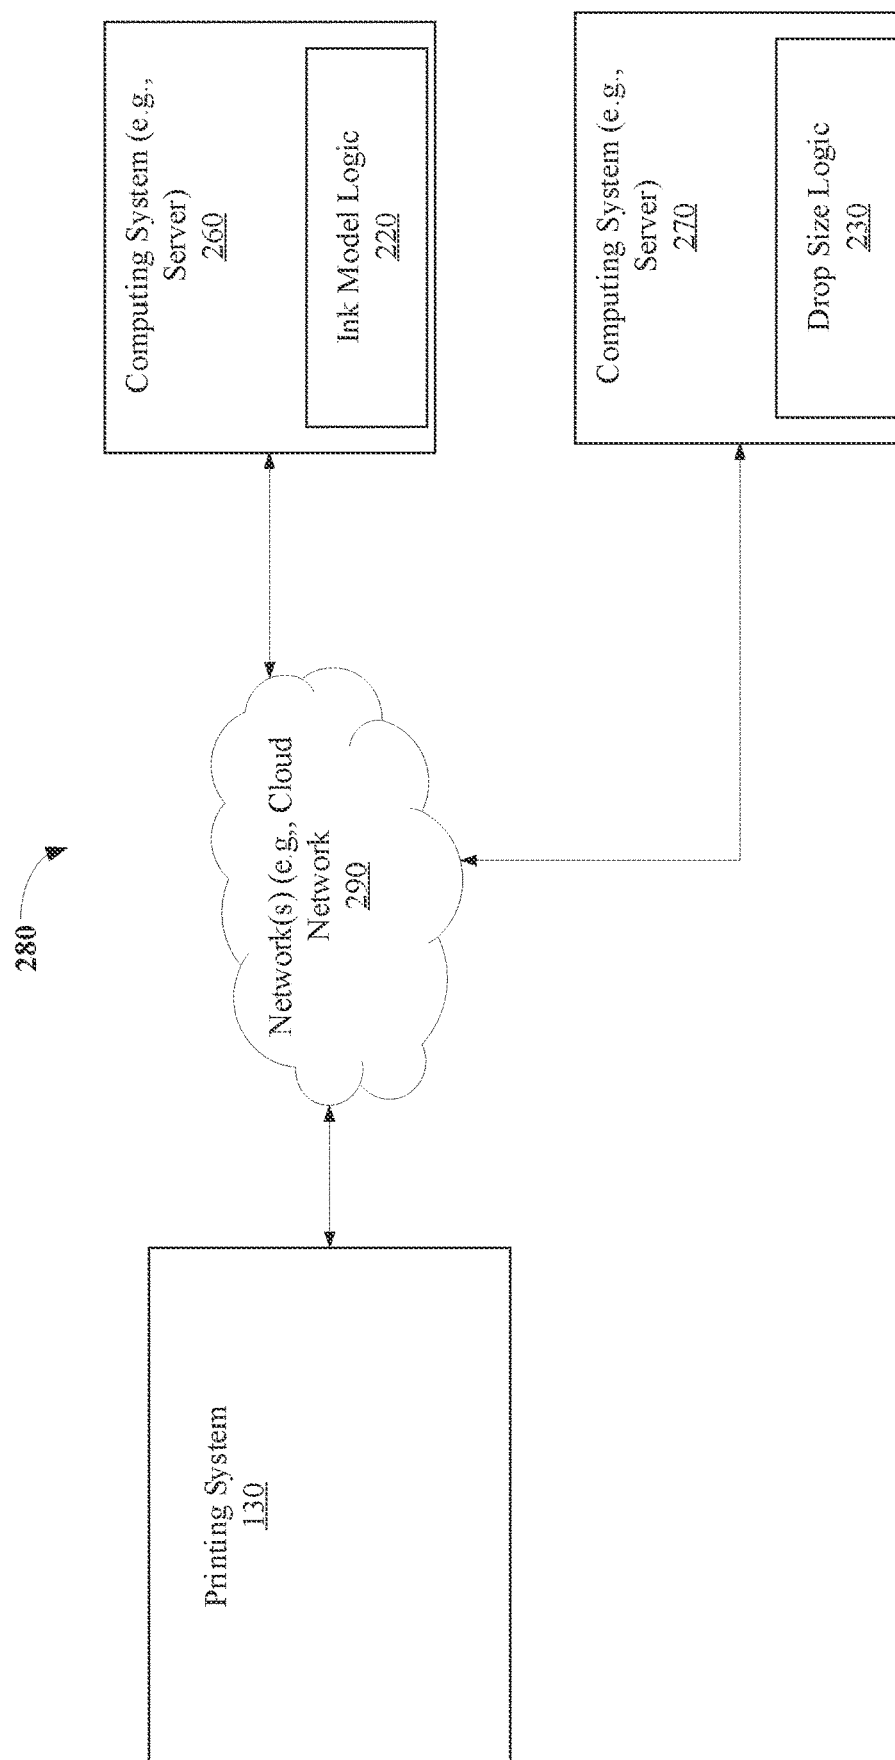 280
Printing System
130
Network(s) (e.g,, Cloud
Network
290
Computing System (e.g.,
Server)
260
Ink Model Logic
220
Computing System (e.g.,
Server)
270
Drop Size Logic
230